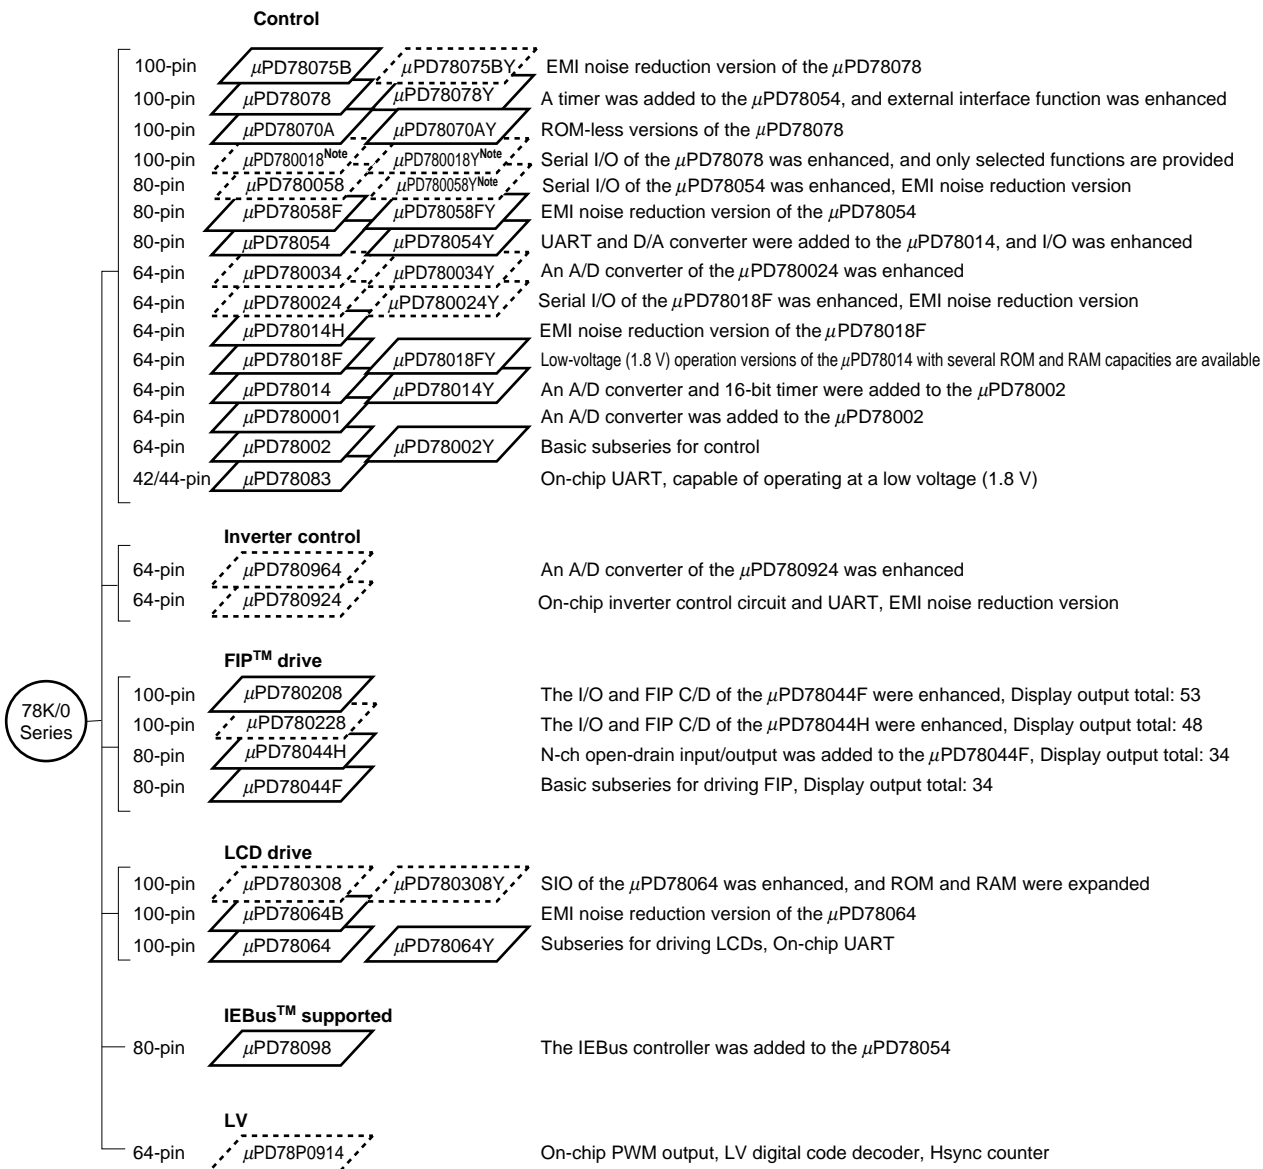 Control
100-pin μPD78075B μPD78075BY EMI noise reduction version of the μPD78078
100-pin μPD78078 μPD78078Y A timer was added to the μPD78054, and external interface function was enhanced
100-pin μPD78070A μPD78070AY ROM-less versions of the μPD78078
100-pin μPD780018Note μPD780018YNote Serial I/O of the μPD78078 was enhanced, and only selected functions are provided
80-pin μPD780058 μPD780058YNote Serial I/O of the μPD78054 was enhanced, EMI noise reduction version
80-pin μPD78058F μPD78058FY EMI noise reduction version of the μPD78054
80-pin μPD78054 μPD78054Y UART and D/A converter were added to the μPD78014, and I/O was enhanced
64-pin μPD780034 μPD780034Y An A/D converter of the μPD780024 was enhanced
64-pin μPD780024 μPD780024Y Serial I/O of the μPD78018F was enhanced, EMI noise reduction version
64-pin μPD78014H EMI noise reduction version of the μPD78018F
64-pin μPD78018F μPD78018FY Low-voltage (1.8 V) operation versions of the μPD78014 with several ROM and RAM capacities are available
64-pin μPD78014 μPD78014Y An A/D converter and 16-bit timer were added to the μPD78002
64-pin μPD780001 An A/D converter was added to the μPD78002
64-pin μPD78002 μPD78002Y Basic subseries for control
42/44-pin μPD78083 On-chip UART, capable of operating at a low voltage (1.8 V)
Inverter control
64-pin μPD780964 An A/D converter of the μPD780924 was enhanced
64-pin μPD780924 On-chip inverter control circuit and UART, EMI noise reduction version
FIP™ drive
78K/0
Series
100-pin μPD780208 The I/O and FIP C/D of the μPD78044F were enhanced, Display output total: 53
100-pin μPD780228 The I/O and FIP C/D of the μPD78044H were enhanced, Display output total: 48
80-pin μPD78044H N-ch open-drain input/output was added to the μPD78044F, Display output total: 34
80-pin μPD78044F Basic subseries for driving FIP, Display output total: 34
LCD drive
100-pin μPD780308 μPD780308Y SIO of the μPD78064 was enhanced, and ROM and RAM were expanded
100-pin μPD78064B EMI noise reduction version of the μPD78064
100-pin μPD78064 μPD78064Y Subseries for driving LCDs, On-chip UART
IEBus™ supported
80-pin μPD78098 The IEBus controller was added to the μPD78054
LV
64-pin μPD78P0914 On-chip PWM output, LV digital code decoder, Hsync counter